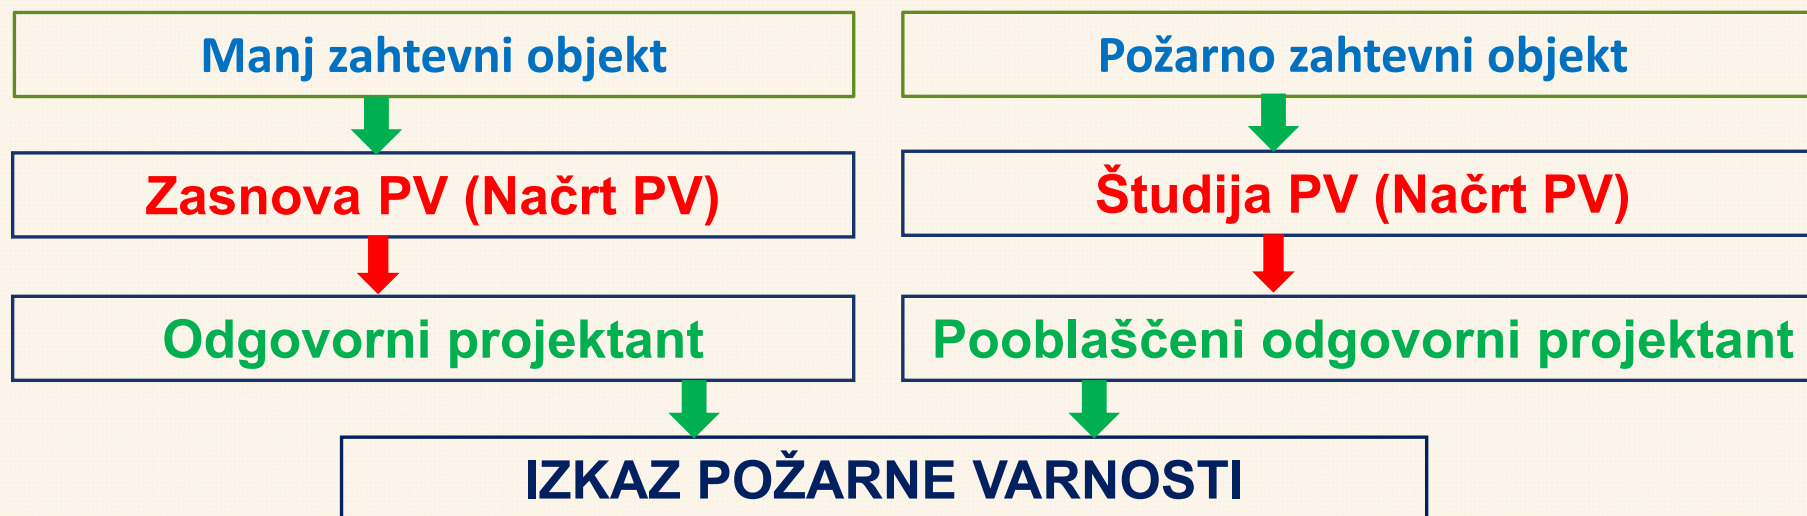 Manj zahtevni objekt
Požarno zahtevni objekt
Zasnova PV (Načrt PV)
Študija PV (Načrt PV)
Odgovorni projektant
Pooblaščeni odgovorni projektant
IZKAZ POŽARNE VARNOSTI